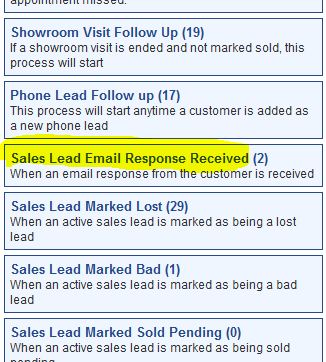 appointment missed.
Showroom Visit Follow Up (19)
If a showroom visit is ended and not marked sold, this
process will start
Phone Lead Follow up (17)
This process will start anytime a customer is added as
a new phone lead
Sales Lead Email Response Received (2)
When an email response from the customer is received
Sales Lead Marked Lost (29)
When an active sales lead is marked as being a lost
lead
Sales Lead Marked Bad (1)
When an active sales lead is marked as being a bad
lead
Sales Lead Marked Sold Pending (0)
When an active sales lead is marked as being sold
pending